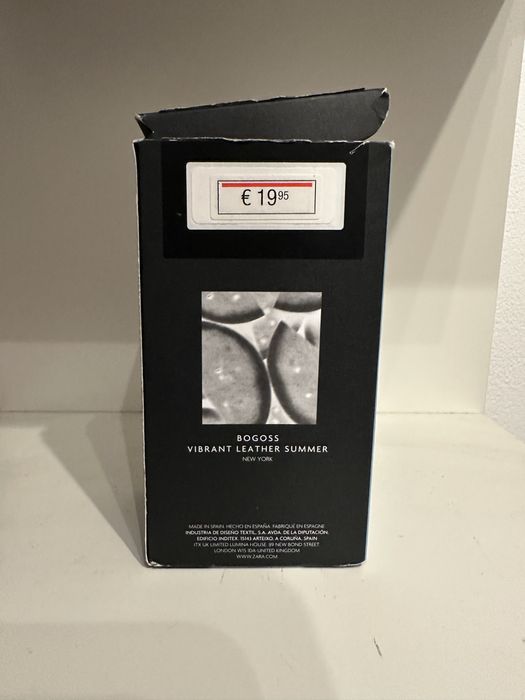 € 19 95
BOGOSS
VIBRANT LEATHER SUMMER
NEW YORK
MADE IN SPAIN. HECHO EN ESPAÑA. FABRIQUÉ EN ESPAGNE
INDUSTRIA DE DISEÑO TEXTIL, S.A. AVDA. DE LA DIPUTACIÓN,
EDIFICIO INDITEX, 15143 ARTEIXO, A CORUÑA, SPAIN
ITX UK LIMITED LUMINA HOUSE, 89 NEW BOND STREET
LONDON W1S 1DA UNITED KINGDOM
WWW.ZARA.COM